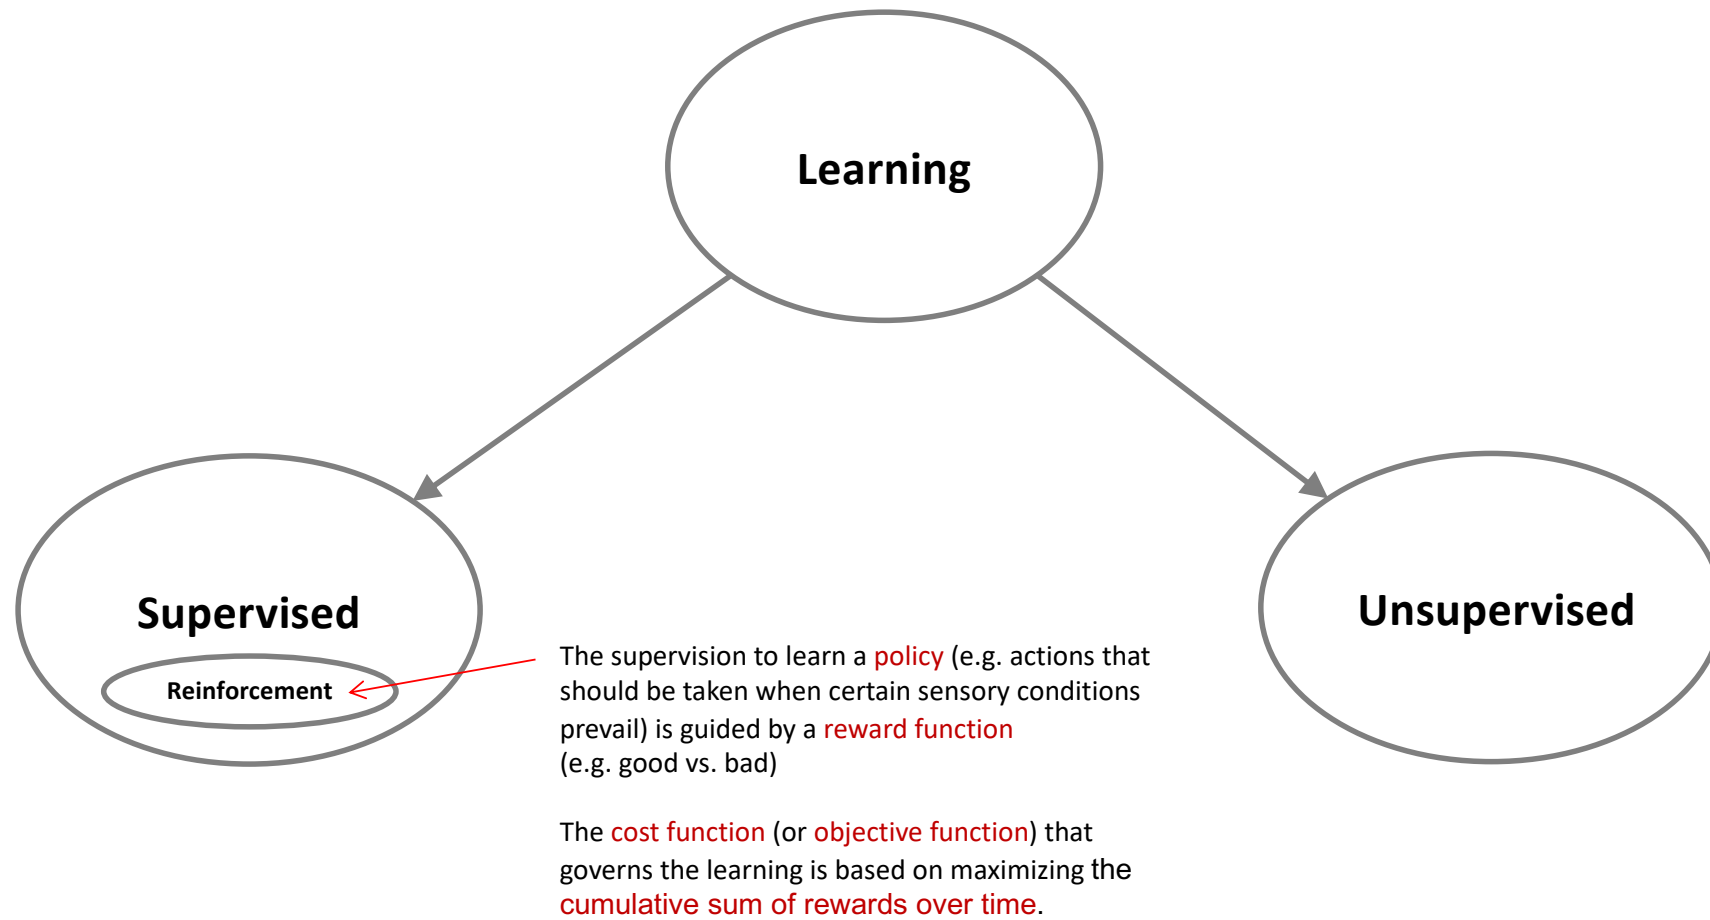 Learning
Supervised
Unsupervised
Reinforcement
The supervision to learn a policy (e.g. actions that
should be taken when certain sensory conditions
prevail) is guided by a reward function
(e.g. good vs. bad)
The cost function (or objective function) that
governs the learning is based on maximizing the
cumulative sum of rewards over time.